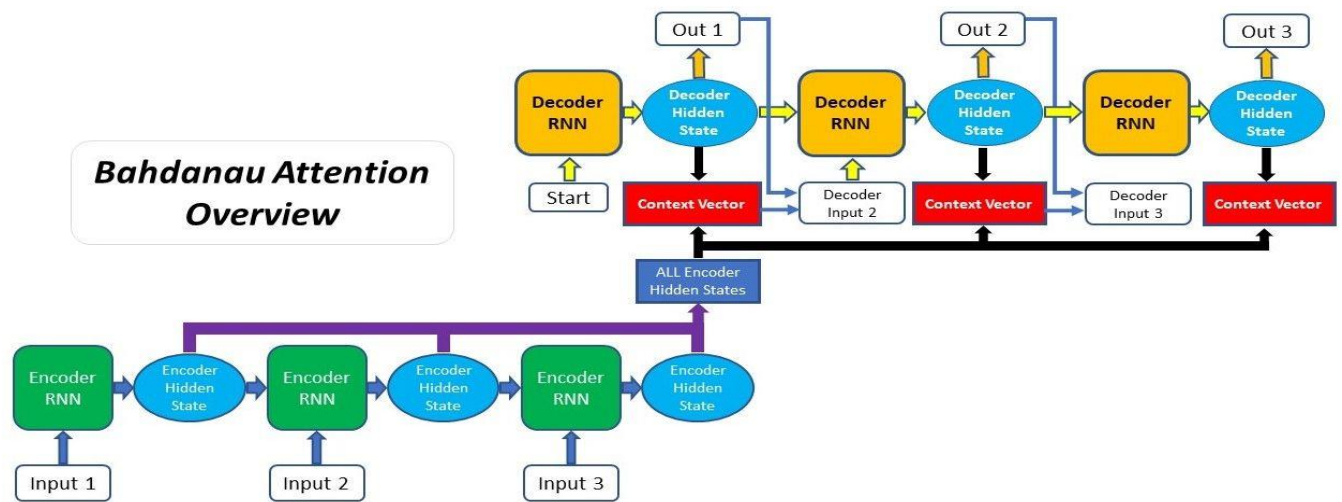 Out 1
Out 2
Out 3
Decoder
RNN
Decoder
Hidden
State
Decoder
RNN
Decoder
Hidden
State
Decoder
RNN
Decoder
Hidden
State
Bahdanau Attention
Overview
Start
Context Vector
Decoder
Input 2
Context Vector
Decoder
Input 3
Context Vector
ALL Encoder
Hidden States
Encoder
RNN
Encoder
Hidden
State
Encoder
RNN
Encoder
Hidden
State
Encoder
RNN
Encoder
Hidden
State
Input 1
Input 2
Input 3